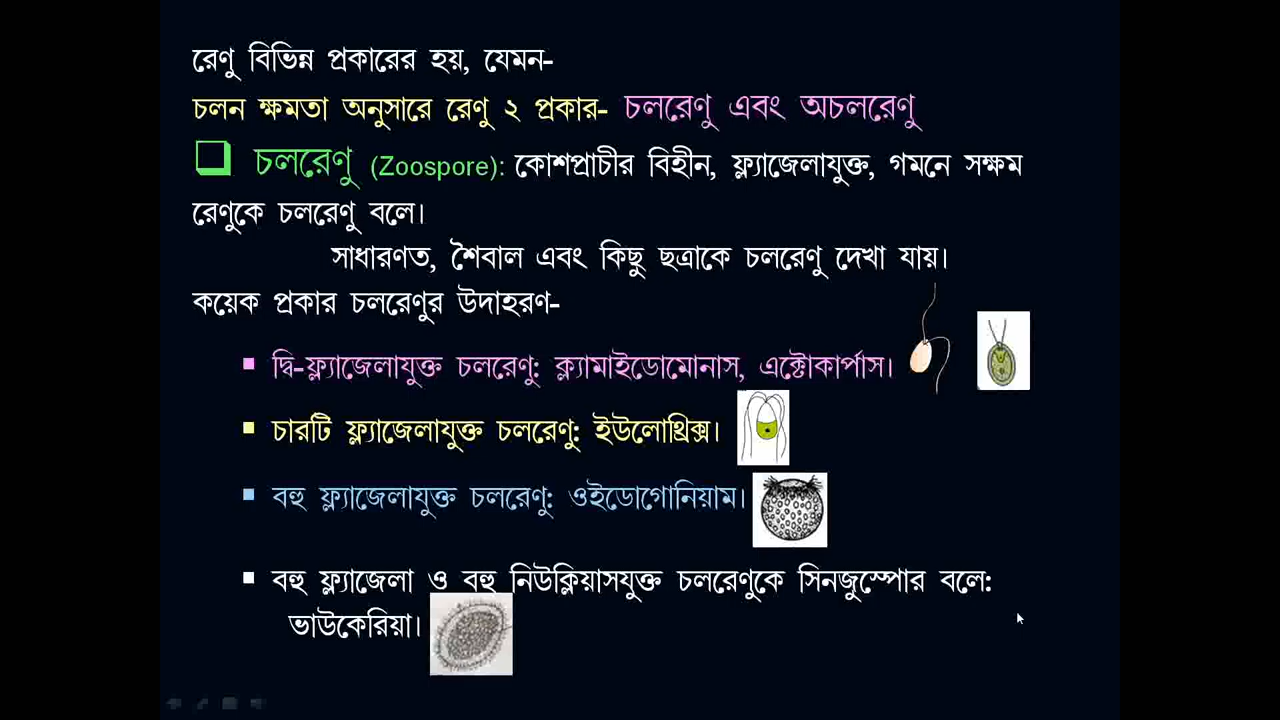 রেণু বিভিন্ন প্রকারের হয়, যেমন-
চলন ক্ষমতা অনুসারে রেণু ২ প্রকার- চলরেণু এবং অচলরেণু
চলরেণু (Zoospore): কোশপ্রাচীর বিহীন, ফ্ল্যাজেলাযুক্ত, গমনে সক্ষম
রেণুকে চলরেণু বলে।
সাধারণত, শৈবাল এবং কিছু ছত্রাকে চলরেণু দেখা যায়।
কয়েক প্রকার চলরেণুর উদাহরণ-
▪ দ্বি-ফ্ল্যাজেলাযুক্ত চলরেণু: ক্ল্যামাইডোমোনাস, এক্টোকার্পাস।
▪ চারটি ফ্ল্যাজেলাযুক্ত চলরেণু: ইউলোথ্রিক্স।
▪ বহু ফ্ল্যাজেলাযুক্ত চলরেণু: ওইডোগোনিয়াম।
▪ বহু ফ্ল্যাজেলা ও বহু নিউক্লিয়াসযুক্ত চলরেণুকে সিনজুস্পোর বলে:
ভাউকেরিয়া।